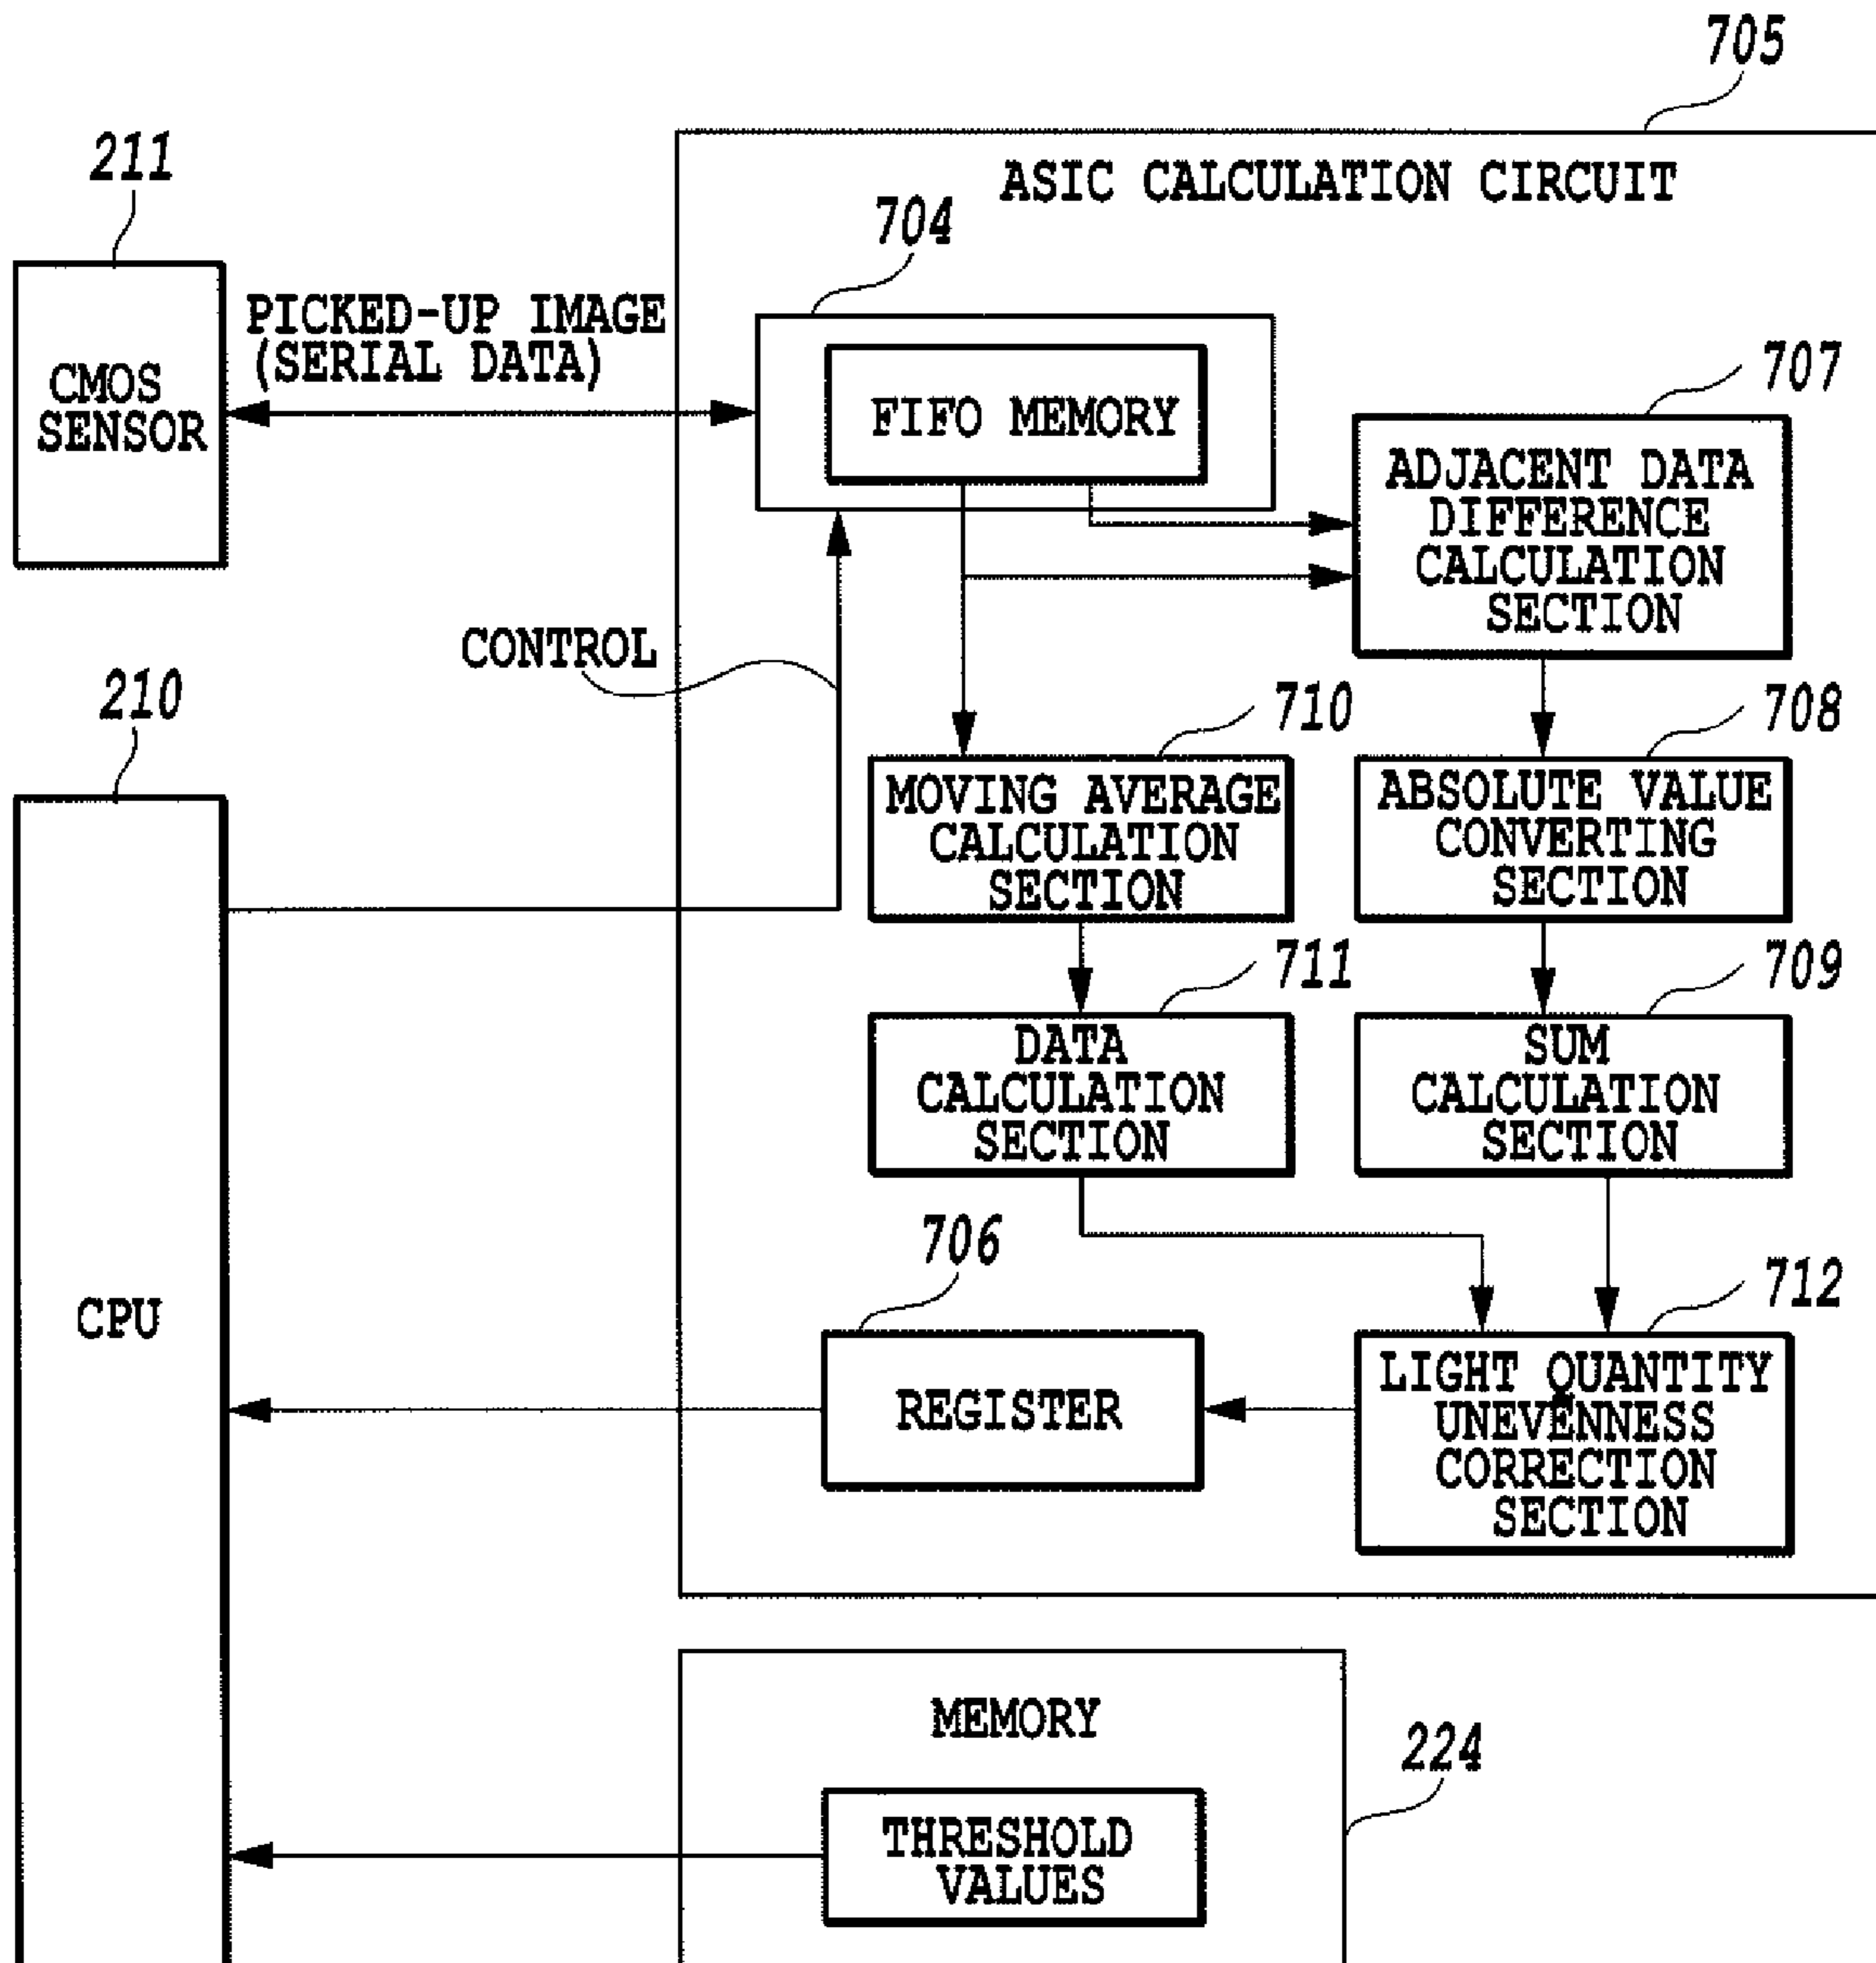 705
ASIC CALCULATION CIRCUIT
211
704
CMOS
SENSOR
PICKED-UP IMAGE
(SERIAL DATA)
FIFO MEMORY
707
ADJACENT DATA
DIFFERENCE
CALCULATION
SECTION
CONTROL
210
710
708
MOVING AVERAGE
CALCULATION
SECTION
ABSOLUTE VALUE
CONVERTING
SECTION
711
709
DATA
CALCULATION
SECTION
SUM
CALCULATION
SECTION
706
712
CPU
REGISTER
LIGHT QUANTITY
UNEVENNESS
CORRECTION
SECTION
MEMORY
224
THRESHOLD
VALUES